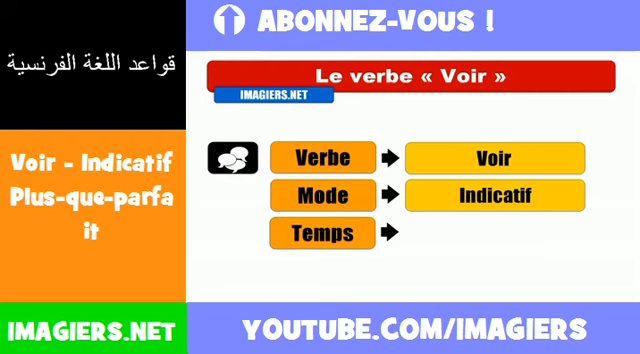 ABONNEZ-VOUS !
قواعد اللغة الفرنسية
Le verbe « Voir »
IMAGIERS.NET
Voir - Indicatif
Plus-que-parfa
it
Verbe
Voir
Mode
Indicatif
Temps
IMAGIERS.NET
YOUTUBE.COM/IMAGIERS